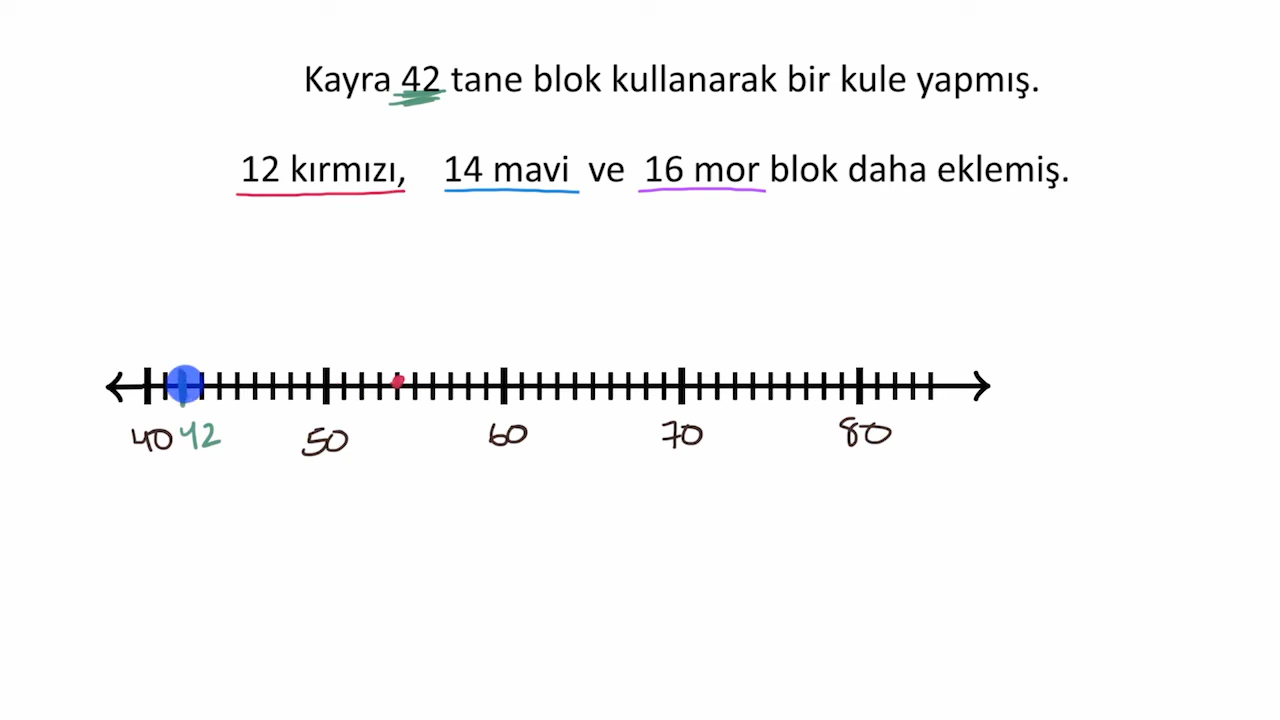 Kayra 42 tane blok kullanarak bir kule yapmış.
12 kırmızı, 14 mavi ve 16 mor blok daha eklemiş.
40 42 50 60 70 80